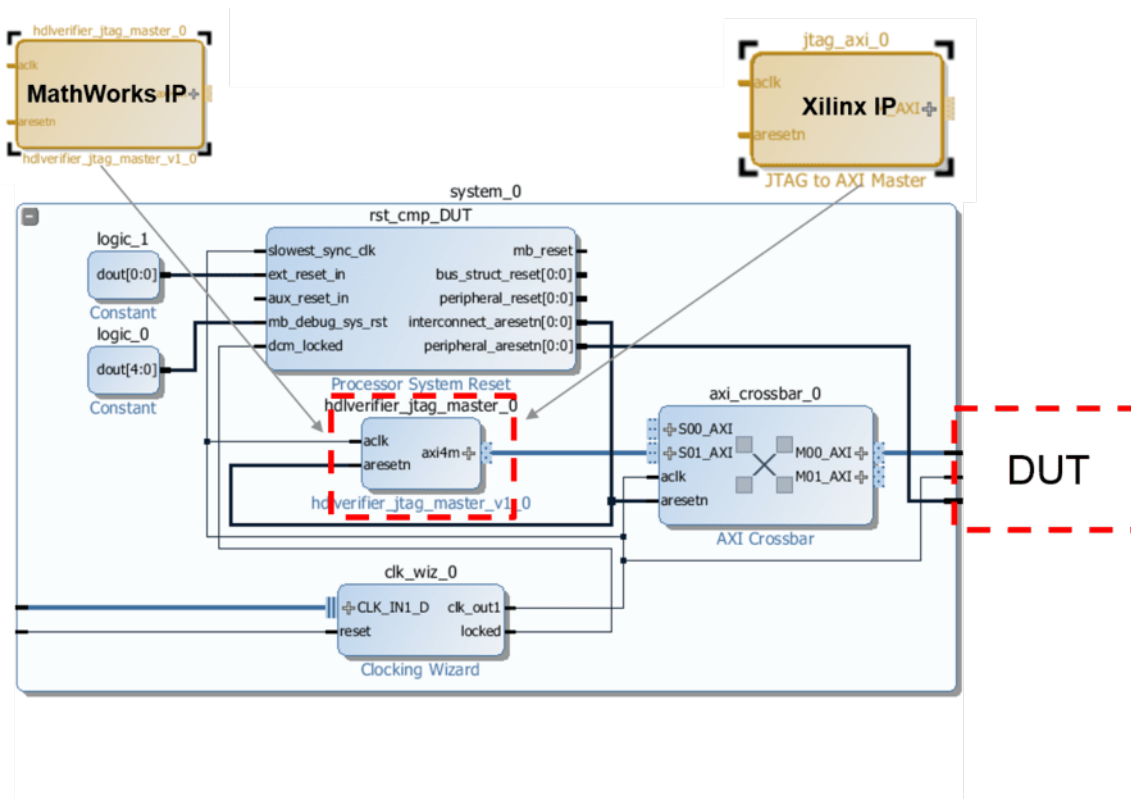 hdlverifier_jtag_master_0
aclk
MathWorks IP
aresetn
hdlverifier_jtag_master_v1_0
jtag_axi_0
aclk
Xilinx IP
_AXI
aresetn
JTAG to AXI Master
system_0
rst_cmp_DUT
logic_1
dout[0:0]
Constant
logic_0
dout[4:0]
Constant
slowest_sync_clk
mb_reset
ext_reset_in
bus_struct_reset[0:0]
aux_reset_in
peripheral_reset[0:0]
mb_debug_sys_rst
interconnect_aresetn[0:0]
dcm_locked
peripheral_aresetn[0:0]
Processor System Reset
hdlverifier_jtag_master_0
aclk
axi4m
aresetn
hdlverifier_jtag_master_v1_0
axi_crossbar_0
S00_AXI
S01_AXI
M00_AXI
aclk
M01_AXI
aresetn
AXI Crossbar
DUT
clk_wiz_0
CLK_IN1_D
clk_out1
reset
locked
Clocking Wizard